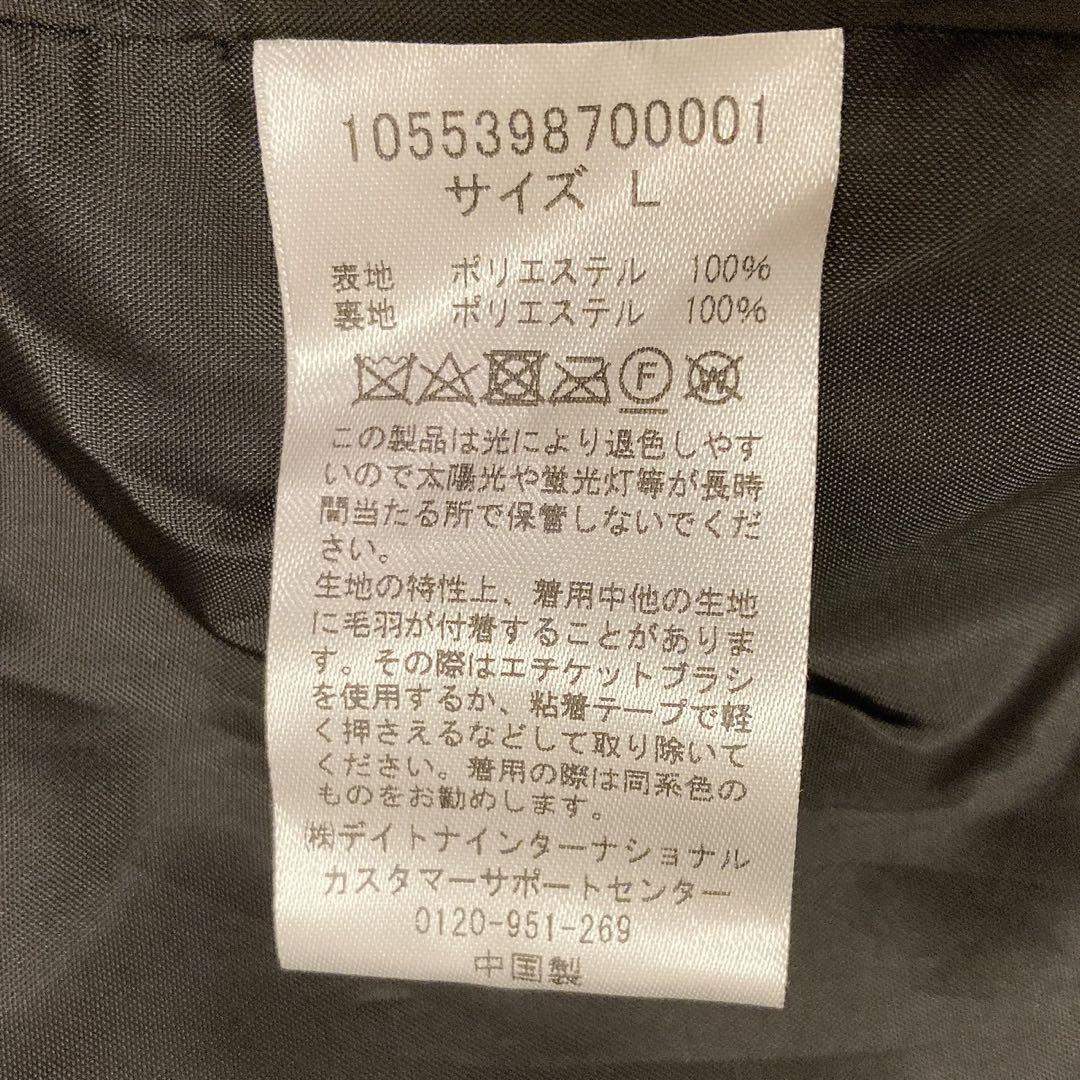 1055398700001
サイズ L
表地 ポリエステル 100%
裏地 ポリエステル 100%
F W
この製品は光により退色しやす
いので太陽光や蛍光灯等が長時
間当たる所で保管しないでくだ
さい。
生地の特性上、着用中他の生地
に毛羽が付着することがありま
す。その際はエチケットブラシ
を使用するか、粘着テープで軽
く押さえるなどして取り除いて
ください。着用の際は同系色の
ものをお勧めします。
㈱デイトナインターナショナル
カスタマーサポートセンター
0120-951-269
中国製